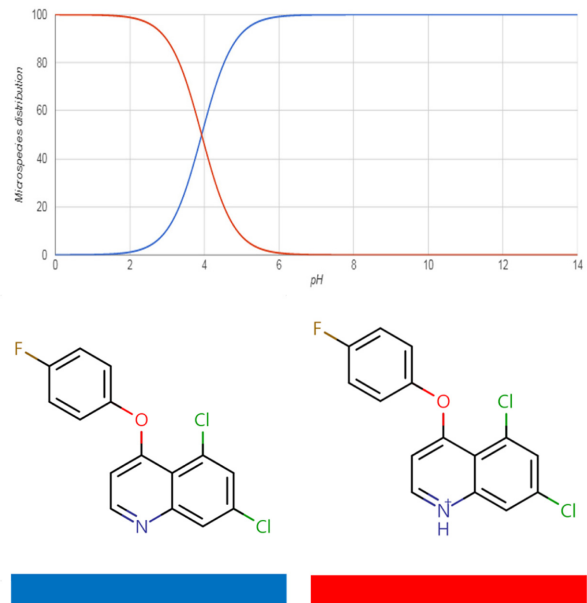 100
80
60
40
20
0
Microspecies distribution
0 2 4 6 8 10 12 14
pH
F
O
Cl
Cl
N
F
O
Cl
Cl
N+
H